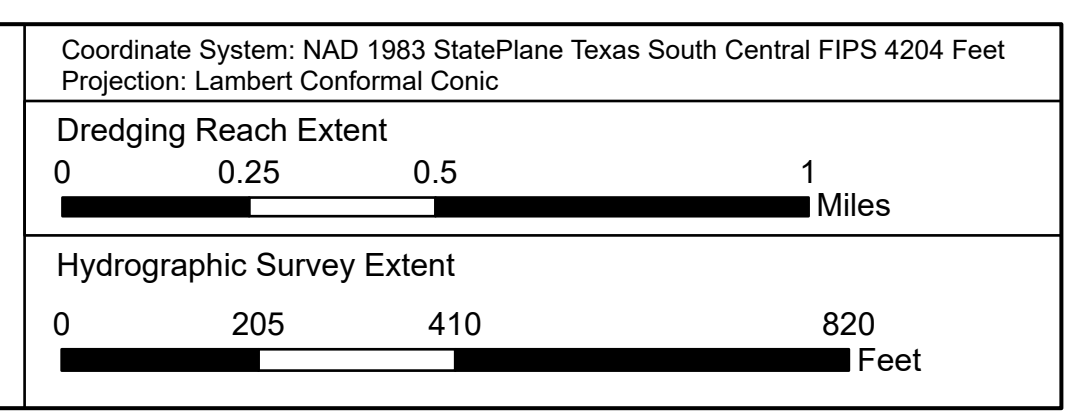 Coordinate System: NAD 1983 StatePlane Texas South Central FIPS 4204 Feet
Projection: Lambert Conformal Conic
Dredging Reach Extent
0 0.25 0.5 1
Miles
Hydrographic Survey Extent
0 205 410 820
Feet